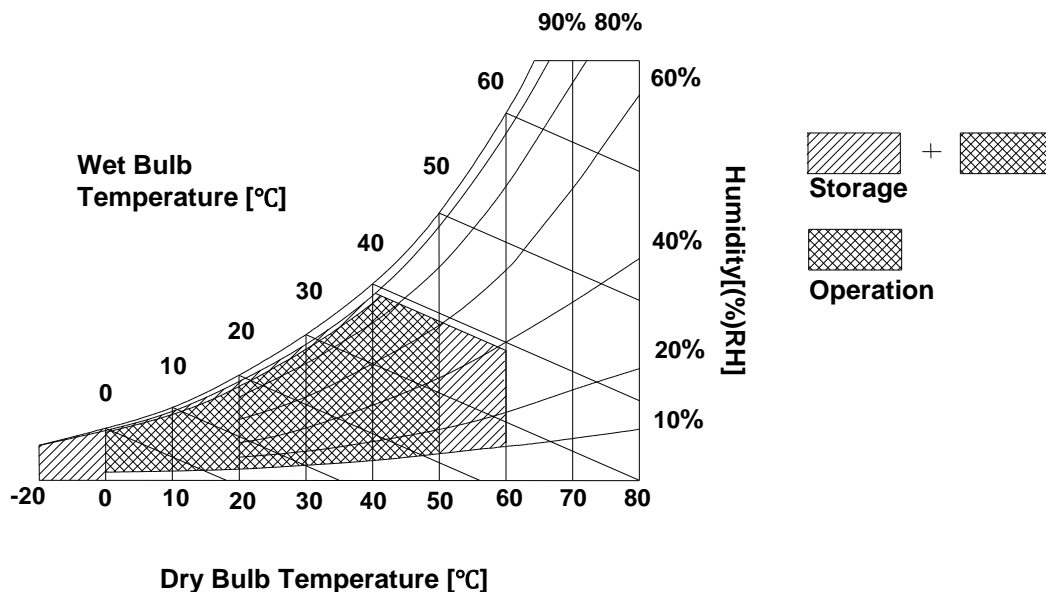 90% 80%
60
60%
Wet Bulb
Temperature [℃]
50
Humidity[(%)RH]
+
Storage
40
40%
30
Operation
20
20%
10
0
10%
-20 0 10 20 30 40 50 60 70 80
Dry Bulb Temperature [℃]